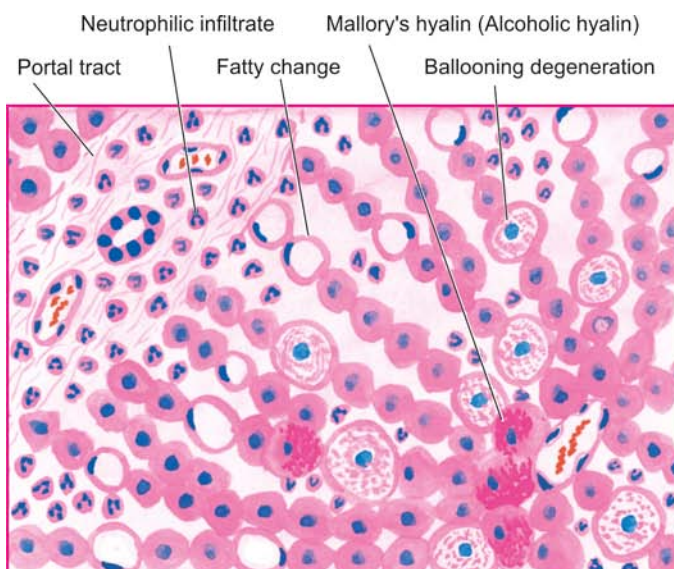 Neutrophilic infiltrate
Mallory's hyalin (Alcoholic hyalin)
Portal tract
Fatty change
Ballooning degeneration